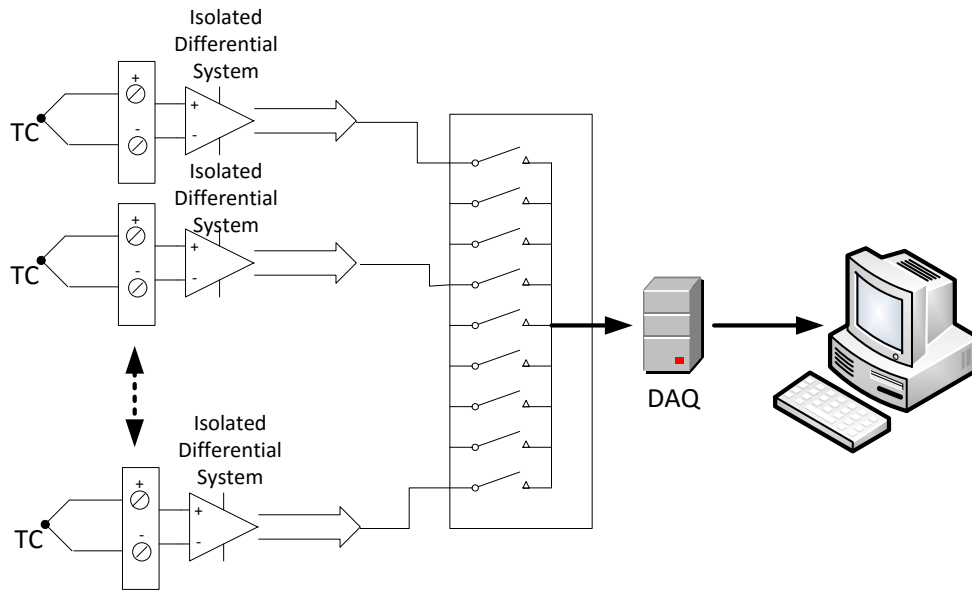 Isolated
Differential
System
+
-
+
-
TC
Isolated
Differential
System
+
-
+
-
TC
DAQ
Isolated
Differential
System
+
-
+
-
TC